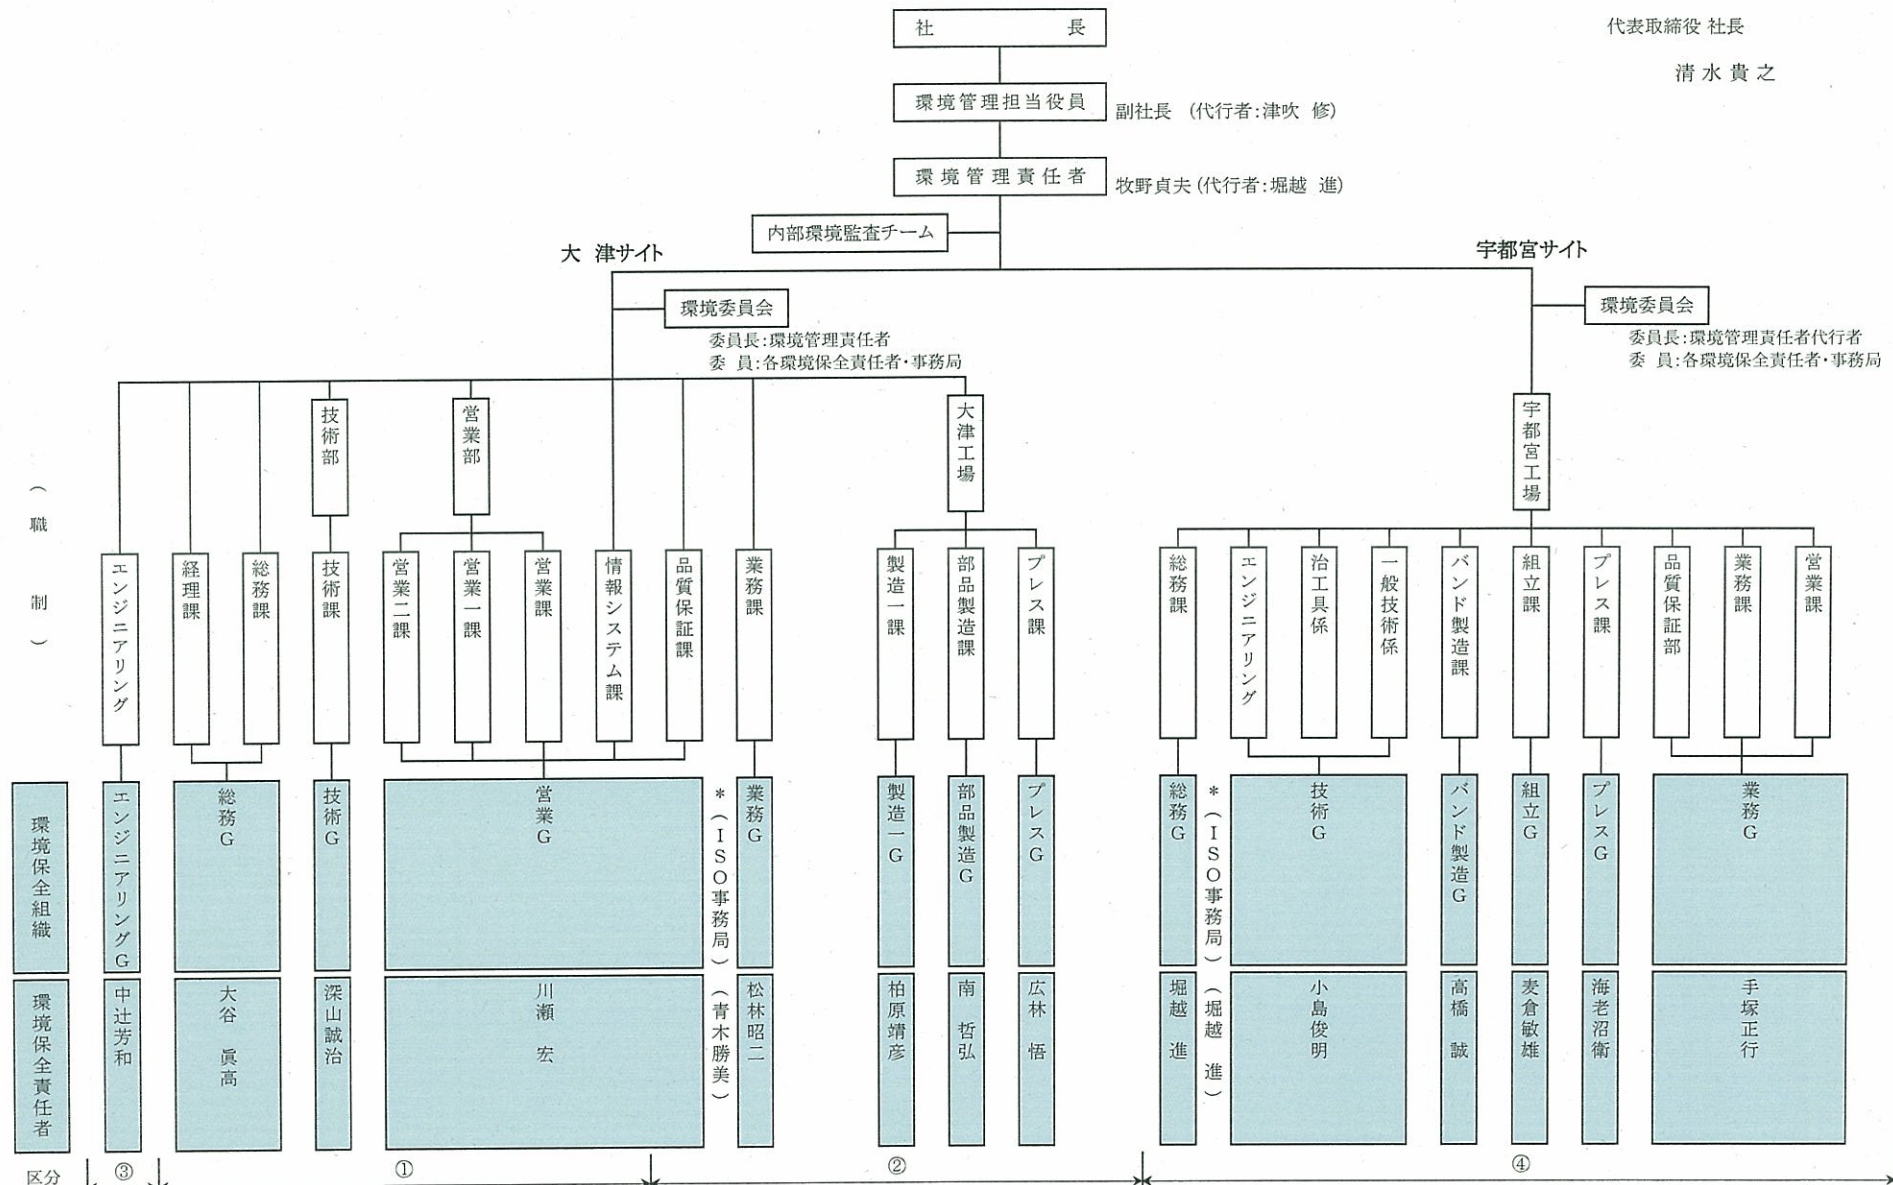 代表取締役 社長
清水貴之
社長
環境管理担当役員
副社長 (代行者:津吹 修)
環境管理責任者
牧野貞夫(代行者:堀越 進)
内部環境監査チーム
大 津サイト
宇都宮サイト
環境委員会
委員長:環境管理責任者
委 員:各環境保全責任者・事務局
環境委員会
委員長:環境管理責任者代行者
委 員:各環境保全責任者・事務局
技術部
営業部
大津工場
宇都宮工場
(職 制)
エンジニアリング
経理課
総務課
技術課
営業二課
営業一課
営業課
情報システム課
品質保証課
業務課
製造一課
部品製造課
プレス課
総務課
エンジニアリング
治工具係
一般技術係
バンド製造課
組立課
プレス課
品質保証部
業務課
営業課
環境保全組織
エンジニアリングG
総務G
技術G
営業G
*(ISO事務局)
業務G
製造一G
部品製造G
プレスG
総務G
*(ISO事務局)
技術G
バンド製造G
組立G
プレスG
業務G
環境保全責任者
中辻芳和
大谷 眞高
深山誠治
川瀬 宏
(青木勝美)
松林昭二
柏原靖彦
南 哲弘
広林 悟
堀越 進
(堀越 進)
小島俊明
高橋 誠
麦倉敏雄
海老沼衛
手塚正行
区分
③
①
②
④